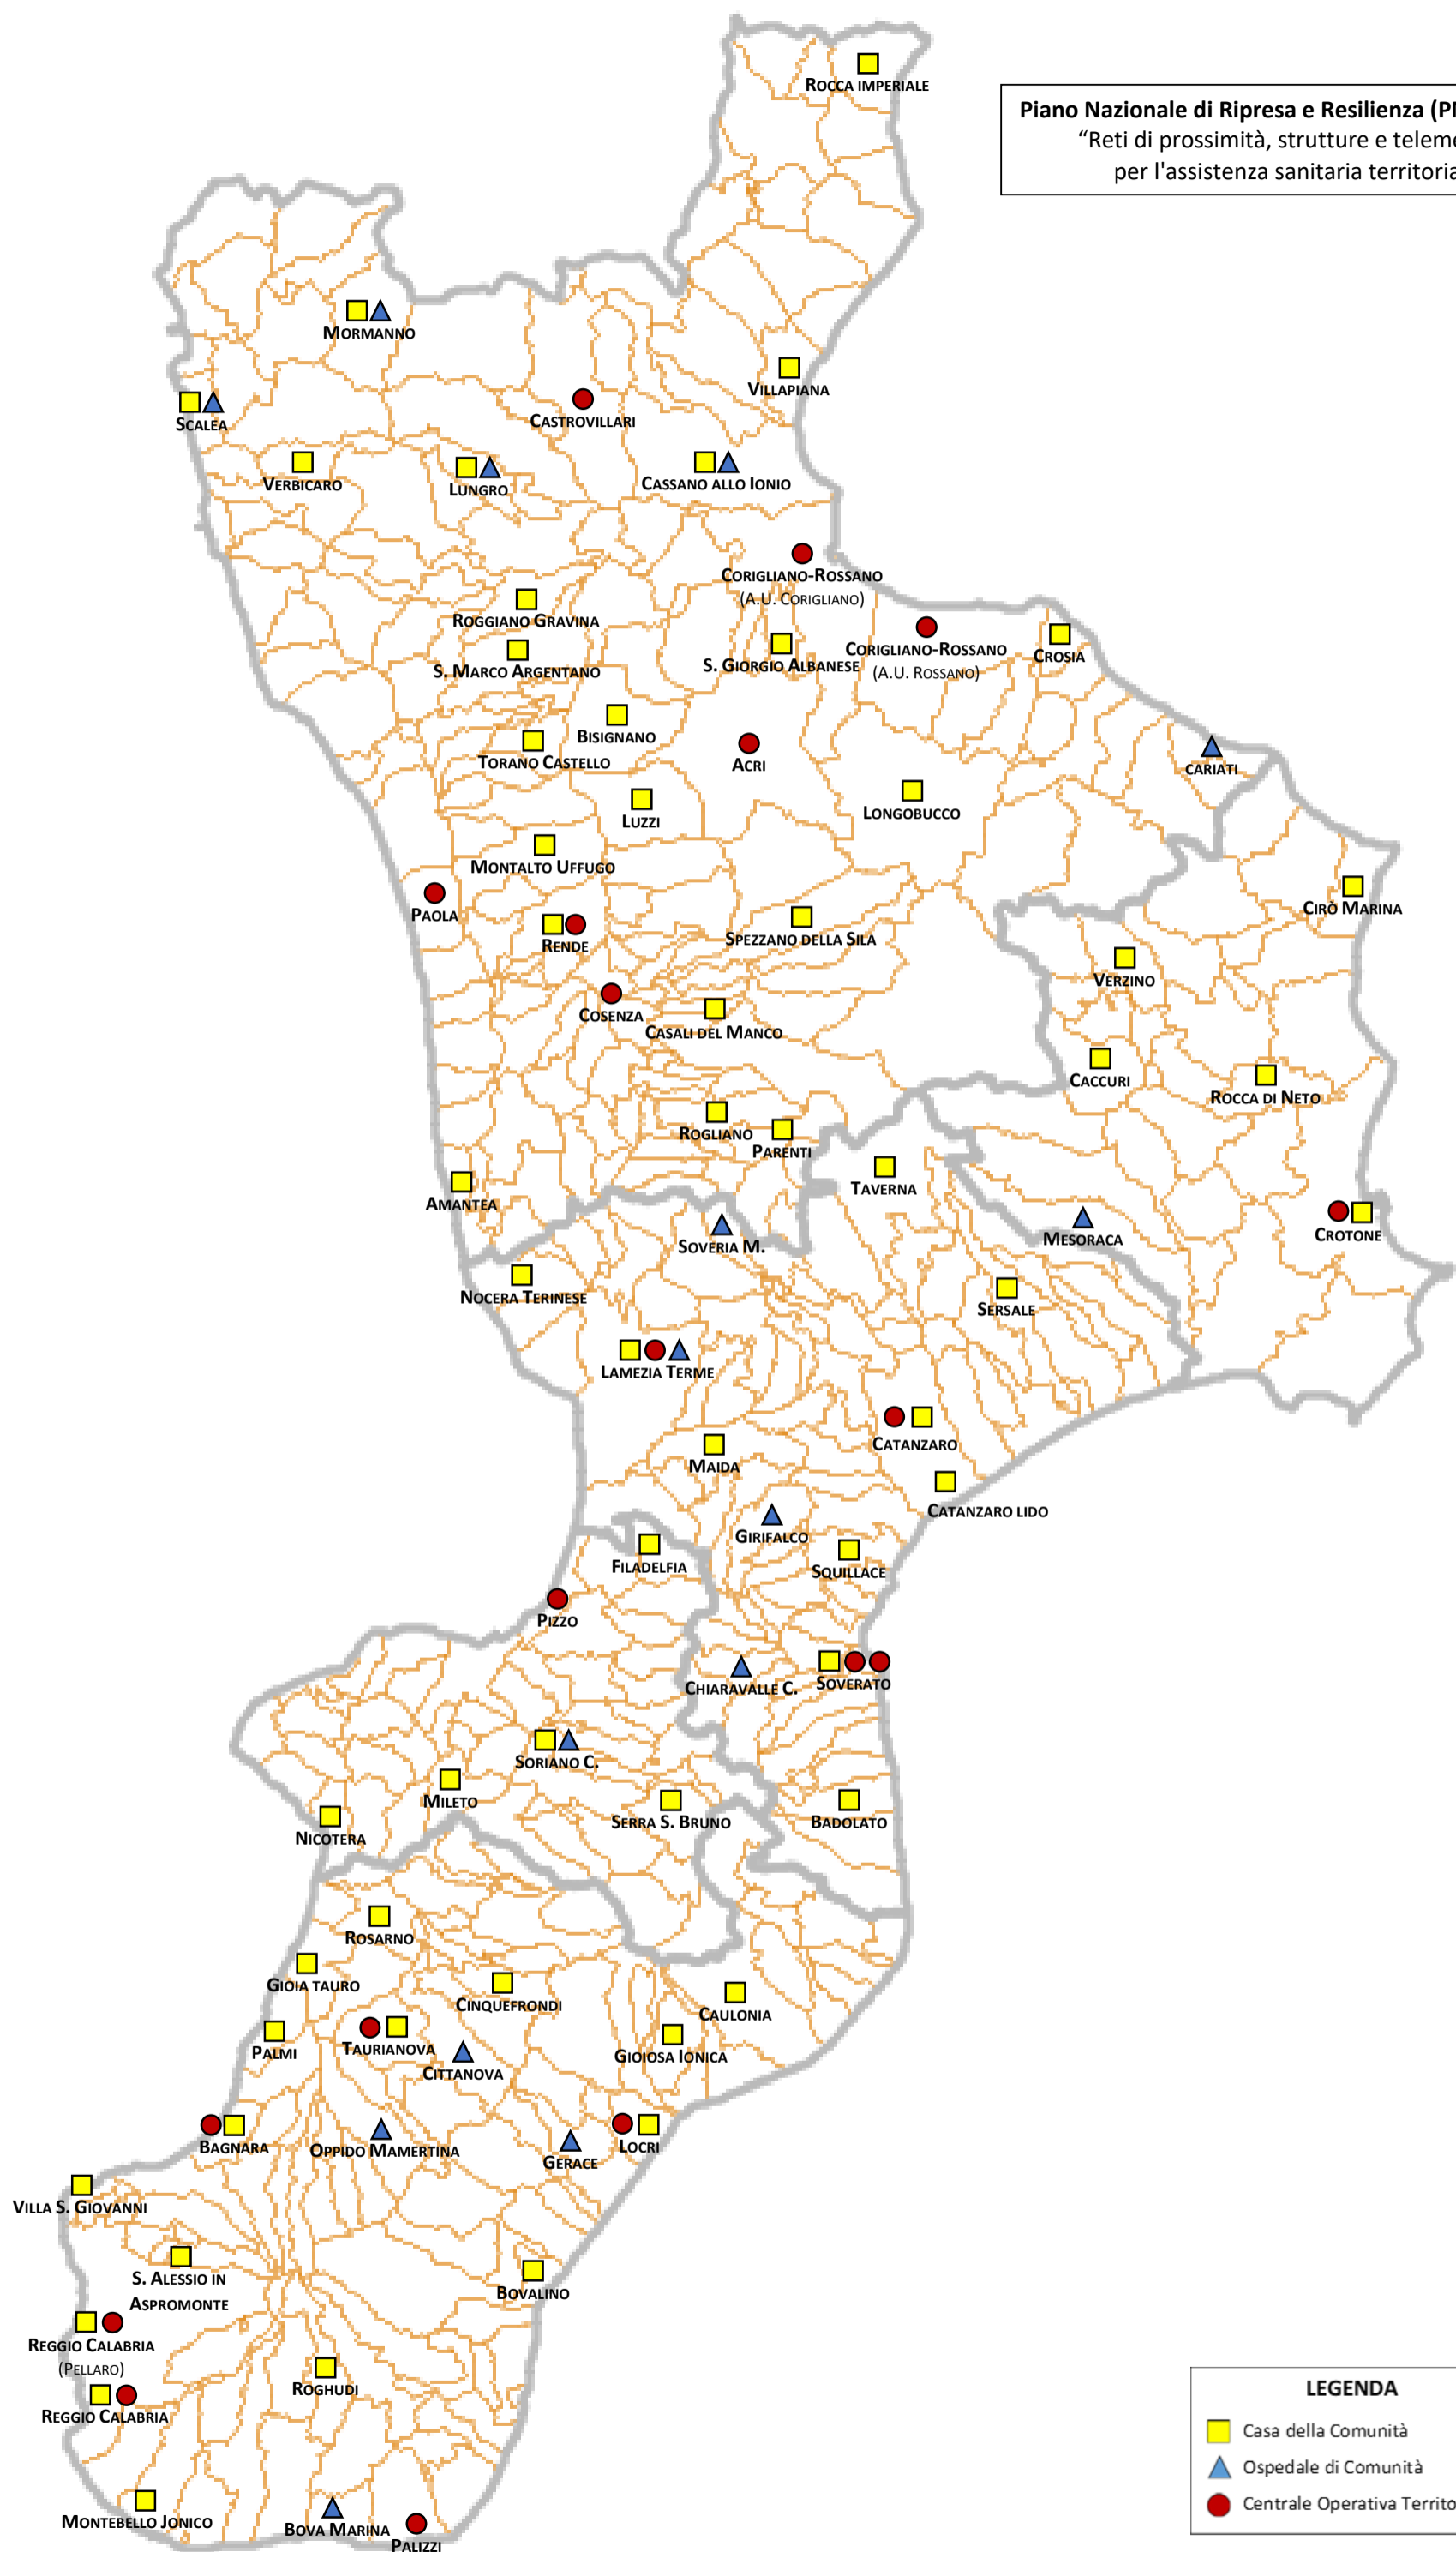 ROCCA IMPERIALE
Piano Nazionale di Ripresa e Resilienza
“Reti di prossimità, strutture e
per l'assistenza sanitaria
MORMANNO
VILLAPIANA
SCALEA
CASTROVILLARI
VERBICARO
LUNGRO
CASSANO ALLO IONIO
CORIGLIANO-ROSSANO
(A.U. CORIGLIANO)
ROGGIANO GRAVINA
S. MARCO ARGENTANO
S. GIORGIO ALBANESE
CORIGLIANO-ROSSANO
(A.U. ROSSANO)
CROSIA
BISIGNANO
TORANO CASTELLO
ACRI
CARIATI
LUZZI
LONGOBUCCO
MONTALTO UFFUGO
PAOLA
RENDE
SPEZZANO DELLA SILA
CIRÒ MARINA
VERZINO
COSENZA
CASALI DEL MANCO
CACCURI
ROCCA DI NETO
ROGLIANO
PARENTI
TAVERNA
AMANTEA
SOVERIA M.
MESORACA
CROTONE
NOCERA TERINESE
SERSALE
LAMEZIA TERME
CATANZARO
MAIDA
CATANZARO LIDO
GIRIFALCO
FILADELFIA
SQUILLACE
PIZZO
CHIARAVALLE C.
SOVERATO
SORIANO C.
MILETO
SERRA S. BRUNO
BADOLATO
NICOTERA
ROSARNO
GIOIA TAURO
CINQUEFRONDI
CAULONIA
PALMI
TAURIANOVA
CITTANOVA
GIOIOSA IONICA
BAGNARA
OPPIDO MAMERTINA
GERACE
LOCRI
VILLA S. GIOVANNI
S. ALESSIO IN
ASPROMONTE
BOVALINO
REGGIO CALABRIA
(PELLARO)
ROGHUDI
REGGIO CALABRIA
MONTEBELLO JONICO
BOVA MARINA
PALIZZI
LEGENDA
Casa della Comunità
Ospedale di Comunità
Centrale Operativa